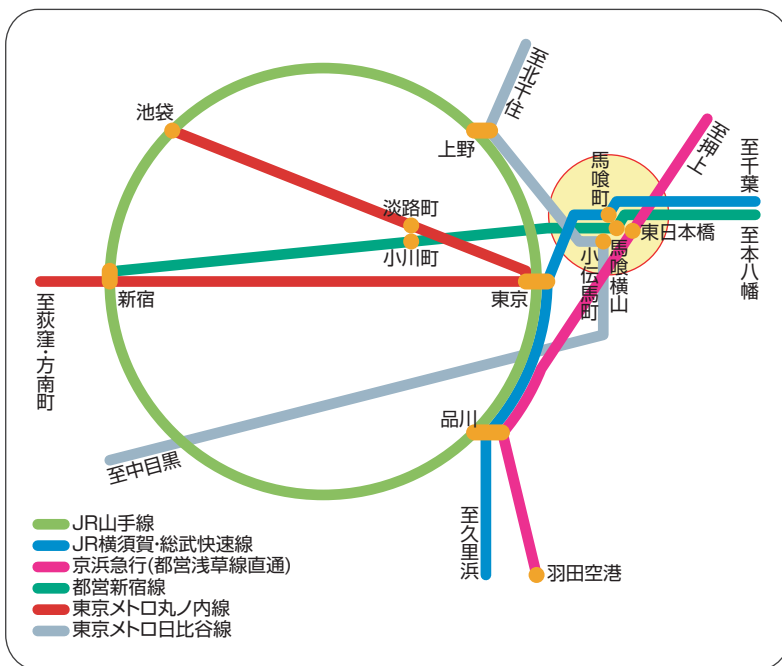 至北千住
池袋
上野
至押上
馬喰町
至千葉
淡路町
小川町
東日本橋
馬喰横山
小伝馬町
至本八幡
新宿
東京
至荻窪・方南町
品川
至中目黒
至久里浜
羽田空港
JR山手線
JR横須賀・総武快速線
京浜急行(都営浅草線直通)
都営新宿線
東京メトロ丸ノ内線
東京メトロ日比谷線